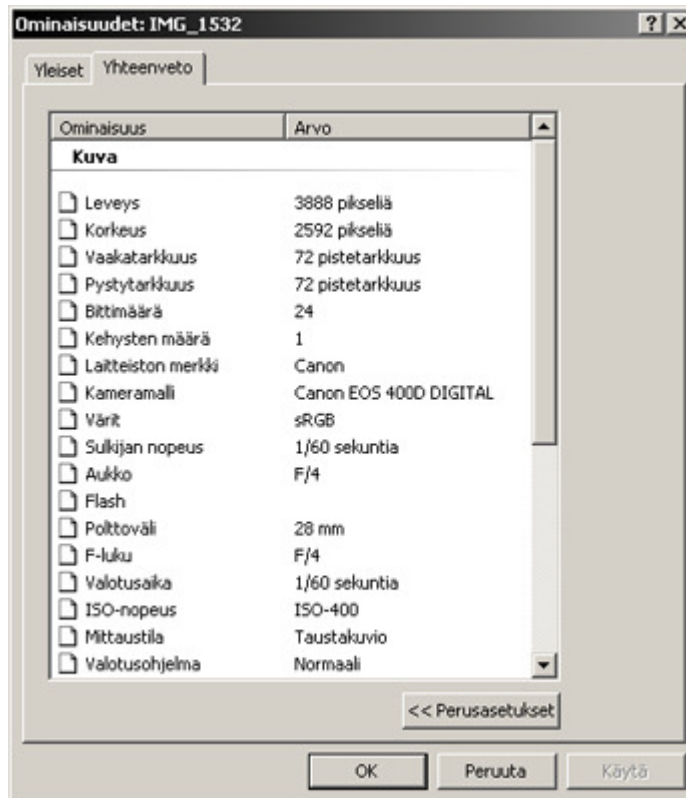 Ominaisuudet: IMG_1532
Yleiset Yhteenveto
Ominaisuus Arvo
Kuva
Leveys 3888 pikseliä
Korkeus 2592 pikseliä
Vaakatarkkuus 72 pistetarkkuus
Pystytarkkuus 72 pistetarkkuus
Bittimäärä 24
Kehysten määrä 1
Laitteiston merkki Canon
Kameramalli Canon EOS 400D DIGITAL
Värit sRGB
Sulkijan nopeus 1/60 sekuntia
Aukko F/4
Flash
Polttoväli 28 mm
F-luku F/4
Valotusaika 1/60 sekuntia
ISO-nopeus ISO-400
Mittaustila Taustakuvio
Valotusohjelma Normaali
<< Perusasetukset
OK Peruuta Käytä